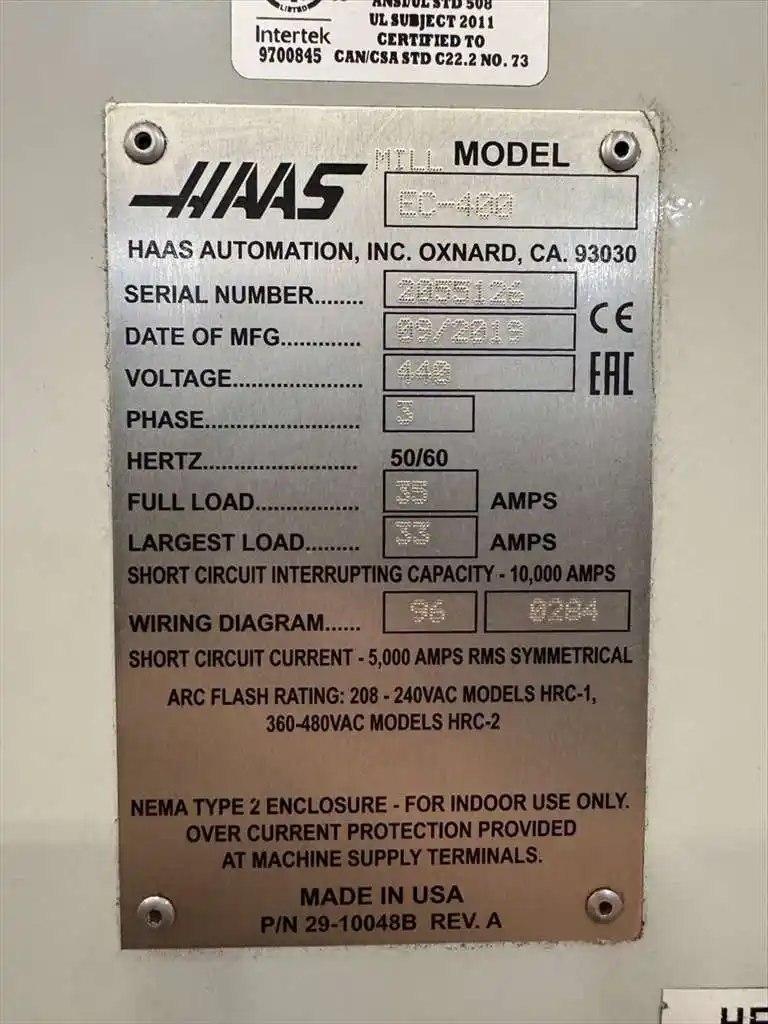 ANSI/UL STD 508
LISTED
UL SUBJECT 2011
Intertek
CERTIFIED TO
9700845 CAN/CSA STD C22.2 NO. 73
HAAS MILL MODEL
EC-400
HAAS AUTOMATION, INC. OXNARD, CA. 93030
SERIAL NUMBER........ 2055126
DATE OF MFG............. 09/2019
CE
VOLTAGE..................... 440
EAC
PHASE......................... 3
HERTZ......................... 50/60
FULL LOAD................. 35 AMPS
LARGEST LOAD......... 33 AMPS
SHORT CIRCUIT INTERRUPTING CAPACITY - 10,000 AMPS
WIRING DIAGRAM...... 96 0284
SHORT CIRCUIT CURRENT - 5,000 AMPS RMS SYMMETRICAL
ARC FLASH RATING: 208 - 240VAC MODELS HRC-1,
360-480VAC MODELS HRC-2
NEMA TYPE 2 ENCLOSURE - FOR INDOOR USE ONLY.
OVER CURRENT PROTECTION PROVIDED
AT MACHINE SUPPLY TERMINALS.
MADE IN USA
P/N 29-10048B REV. A